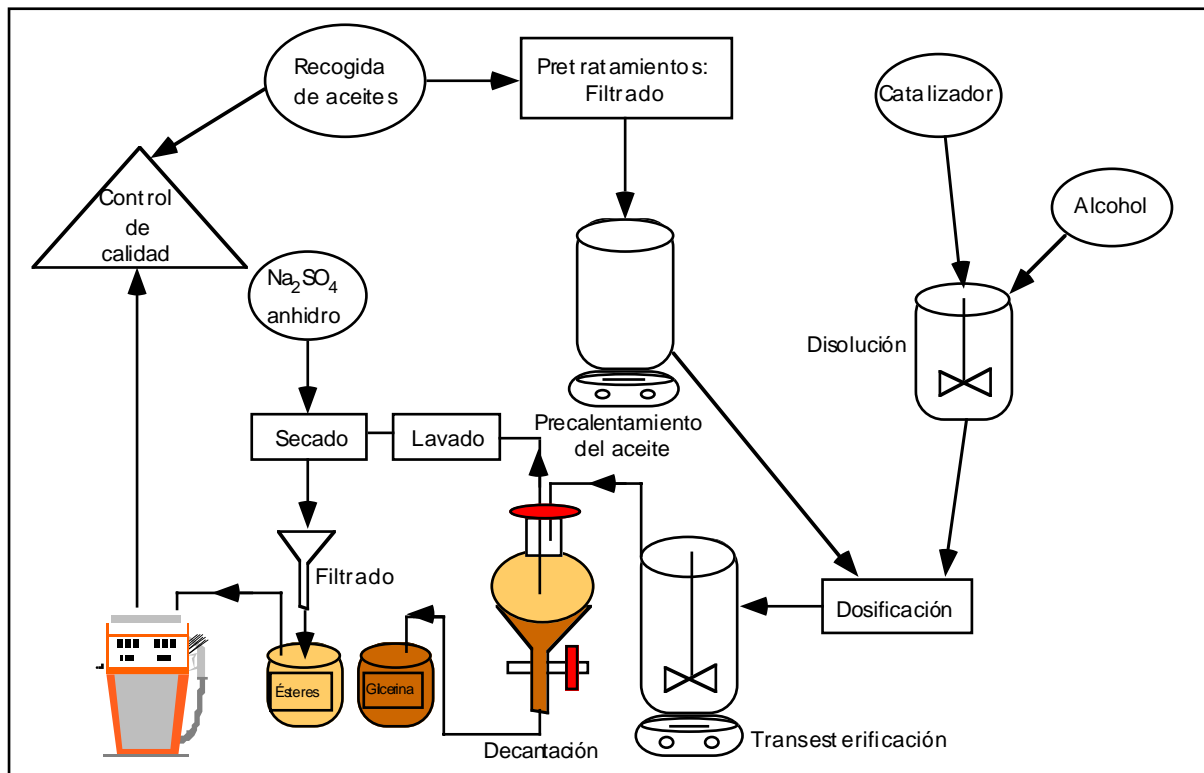 Recogida
de aceites
Pretratamientos:
Filtrado
Catalizador
Alcohol
Control
de
calidad
Na₂SO₄
anhidro
Disolución
Precalentamiento
del aceite
Secado
Lavado
Filtrado
Dosificación
Ésteres
Glcerina
Decantación
Transesterificación